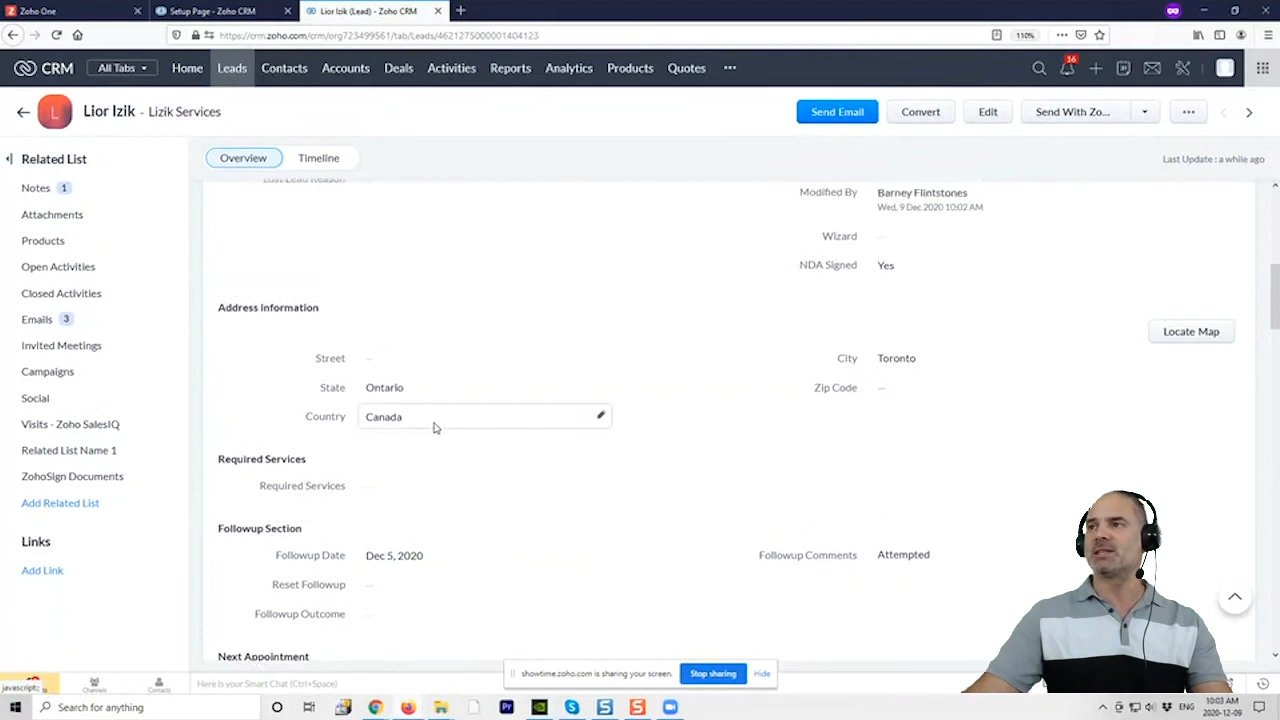 Zoho One
Setup Page - Zoho CRM
Lior Izik (Lead) - Zoho CRM
https://crm.zoho.com/crm/org723499561/tab/Leads/4621275000001404123
110%
CRM
All Tabs
Home
Leads
Contacts
Accounts
Deals
Activities
Reports
Analytics
Products
Quotes
16
L
Lior Izik - Lizik Services
Send Email
Convert
Edit
Send With Zo...
Related List
Overview
Timeline
Last Update : a while ago
Notes 1
Attachments
Products
Open Activities
Closed Activities
Emails 3
Invited Meetings
Campaigns
Social
Visits - Zoho SalesIQ
Related List Name 1
ZohoSign Documents
Add Related List
Links
Add Link
Lost Lead Reason
Modified By
Barney Flintstones
Wed, 9 Dec 2020 10:02 AM
Wizard
NDA Signed
Yes
Address Information
Locate Map
Street
City
Toronto
State
Ontario
Zip Code
Country
Canada
Required Services
Required Services
Followup Section
Followup Date
Dec 5, 2020
Followup Comments
Attempted
Reset Followup
Followup Outcome
Next Appointment
showtime.zoho.com is sharing your screen.
Stop sharing
Hide
javascript:;
Channels
Contacts
Here is your Smart Chat (Ctrl+Space)
Search for anything
ENG
10:03 AM
2020-12-09